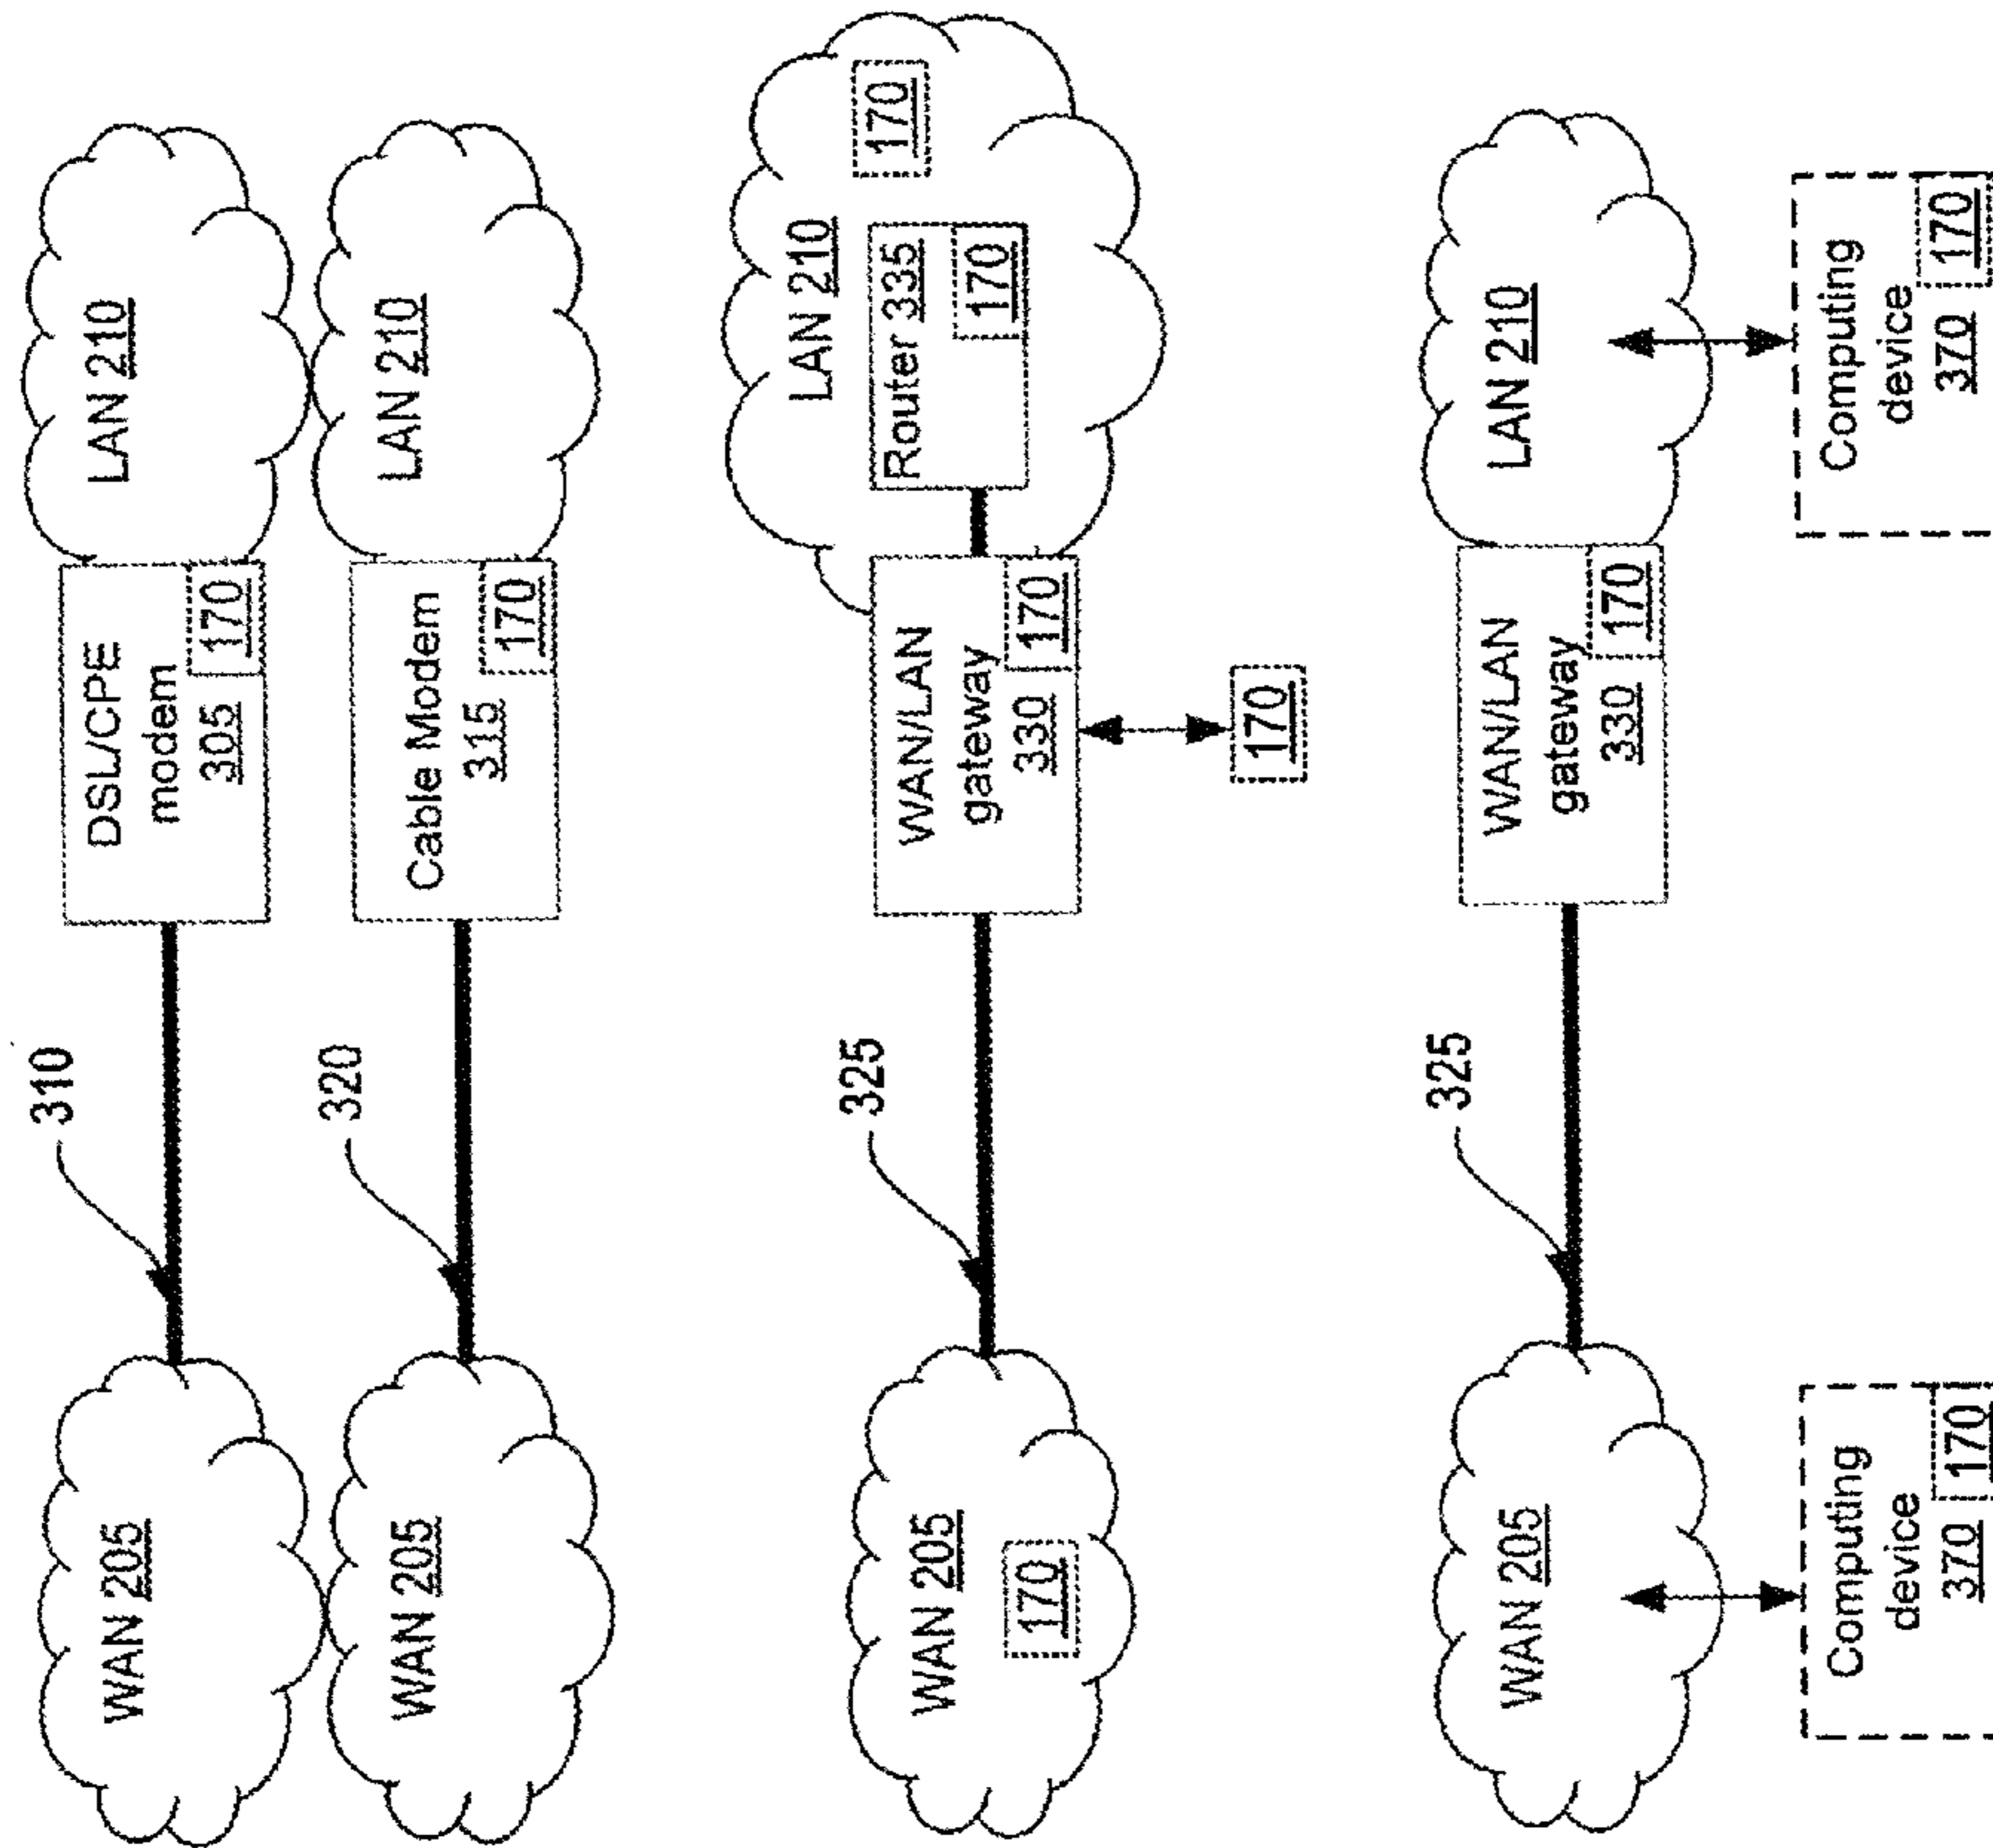 310
WAN 205
DSL/CPE
modem
305
170
LAN 210
320
WAN 205
Cable Modem
315
170
LAN 210
325
WAN 205
170
WAN/LAN
gateway
330
170
170
LAN 210
Router 335
170
170
325
WAN 205
WAN/LAN
gateway
330
170
LAN 210
Computing
device
370
170
Computing
device
370
170